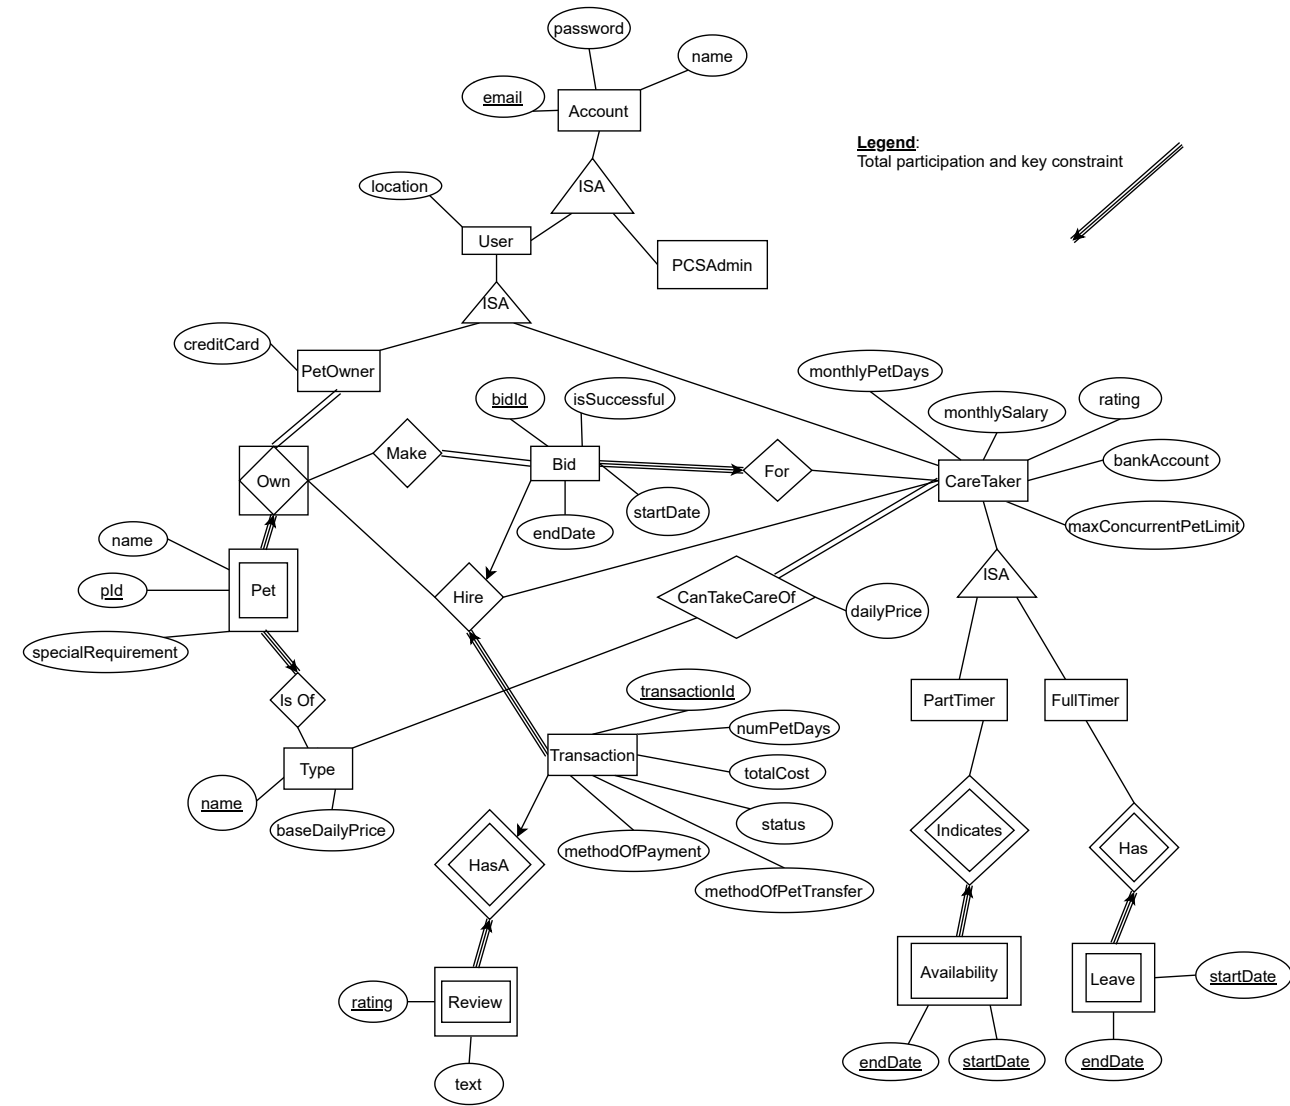 password
name
email
Account
Legend:
Total participation and key constraint
ISA
location
User
PCSAdmin
ISA
creditCard
PetOwner
monthlyPetDays
bidId
isSuccessful
monthlySalary
rating
Make
Bid
For
bankAccount
Own
CareTaker
startDate
maxConcurrentPetLimit
endDate
name
ISA
pId
Pet
Hire
CanTakeCareOf
dailyPrice
specialRequirement
transactionId
Is Of
PartTimer
FullTimer
numPetDays
Transaction
Type
totalCost
name
baseDailyPrice
status
Indicates
Has
methodOfPayment
HasA
methodOfPetTransfer
Availability
Leave
startDate
rating
Review
endDate
startDate
endDate
text